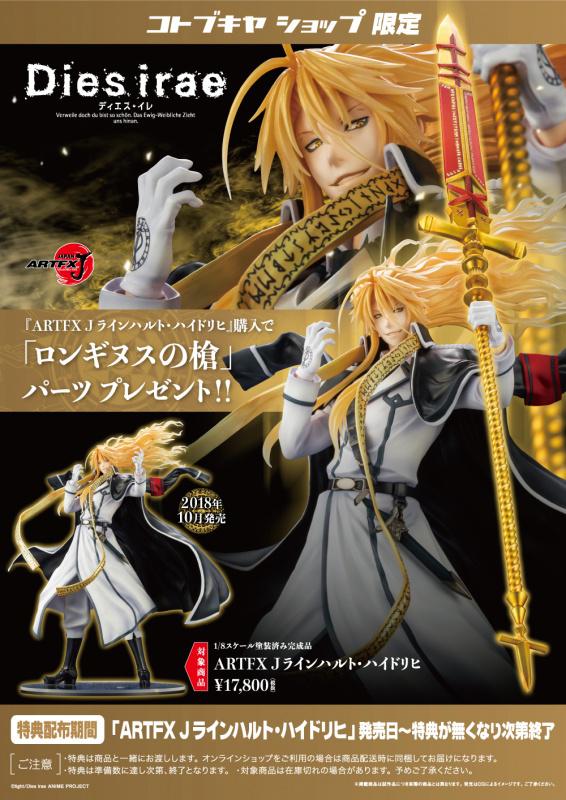 コトブキヤ ショップ 限定
Dies irae
ディエス・イレ
Verweile doch du bist so schön. Das Ewig-Weibliche Zieht
uns hinan.
JAPAN
ARTFX J
『ARTFX J ラインハルト・ハイドリヒ』購入で
「ロンギヌスの槍」
パーツ プレゼント!!
2018年
10月発売
対象商品
1/8スケール塗装済み完成品
ARTFX J ラインハルト・ハイドリヒ
¥17,800(税抜)
特典配布期間
「ARTFX J ラインハルト・ハイドリヒ」発売日～特典が無くなり次第終了
[ご注意]
・特典は商品と一緒にお渡しします。オンラインショップをご利用の場合は商品配送時に同梱してお届けになります。
・特典は準備数に達し次第、終了となります。 ・対象商品は在庫切れの場合があります。予めご了承ください。
©light/Dies irae ANIME PROJECT